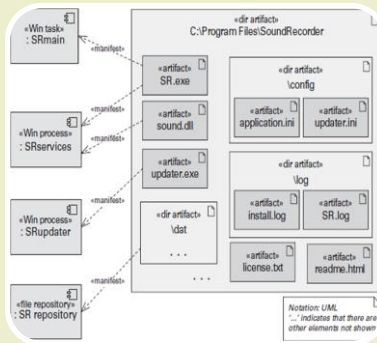 «Win task»
: SRmain
«Win process»
: SRservices
«Win process»
: SRupdater
«file repository»
: SR repository
«manifest»
«manifest»
«manifest»
«manifest»
«dir artifact»
C:\Program Files\SoundRecorder
«artifact»
SR.exe
«artifact»
sound.dll
«artifact»
updater.exe
«dir artifact»
\dat
. . .
. . .
«dir artifact»
\config
«artifact»
application.ini
«artifact»
updater.ini
«dir artifact»
\log
«artifact»
install.log
«artifact»
SR.log
«artifact»
license.txt
«artifact»
readme.html
Notation: UML
'...' indicates that there are
other elements not shown